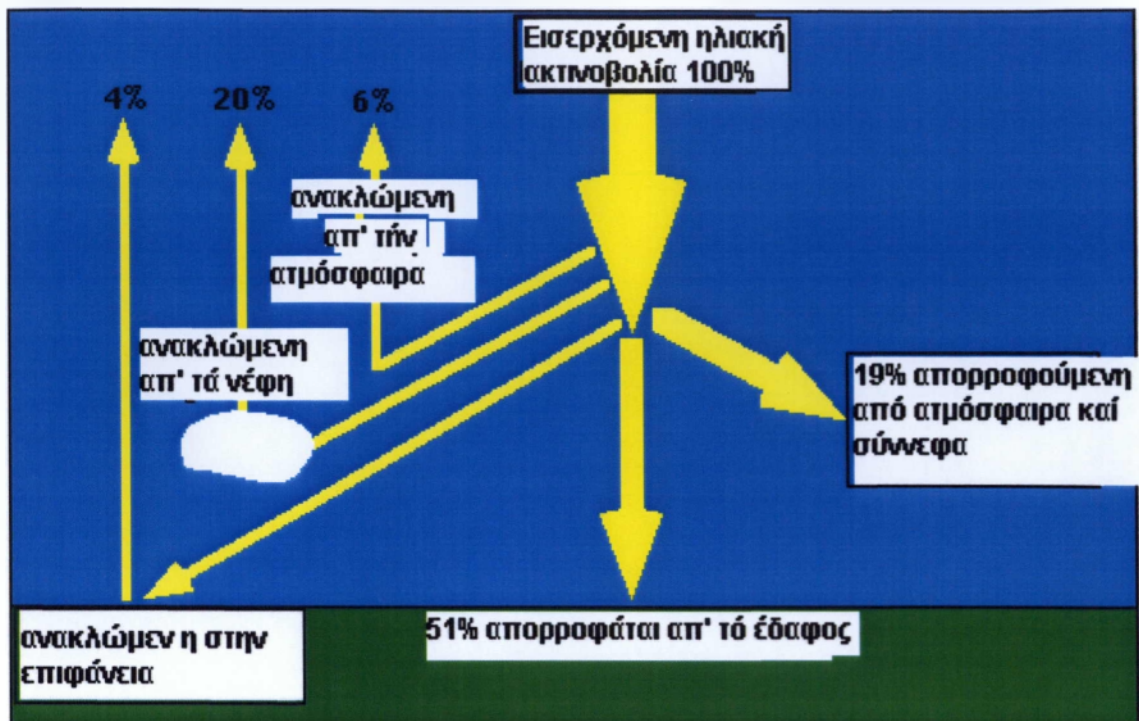 Εισερχόμενη ηλιακή
ακτινοβολία 100%
4% 20% 6%
ανακλώμενη
απ' τήν
ατμόσφαιρα
ανακλώμενη
απ' τά νέφη
19% απορροφούμενη
από ατμόσφαιρα καί
σύννεφα
ανακλώμεν η στην
επιφάνεια
51% απορροφάται απ' τό έδαφος